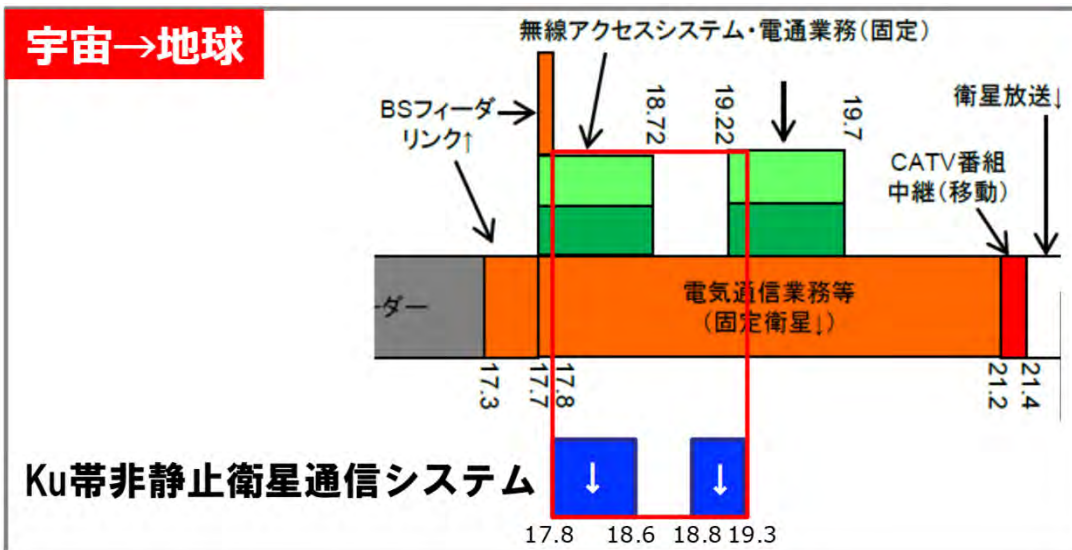 宇宙→地球
無線アクセスシステム・電通業務(固定)
BSフィーダ
リンク↑
18.72
19.22
19.7
衛星放送↓
CATV番組
中継(移動)
ーダー
電気通信業務等
(固定衛星↓)
17.3
17.7
17.8
21.2
21.4
Ku帯非静止衛星通信システム
↓
↓
17.8
18.6
18.8
19.3